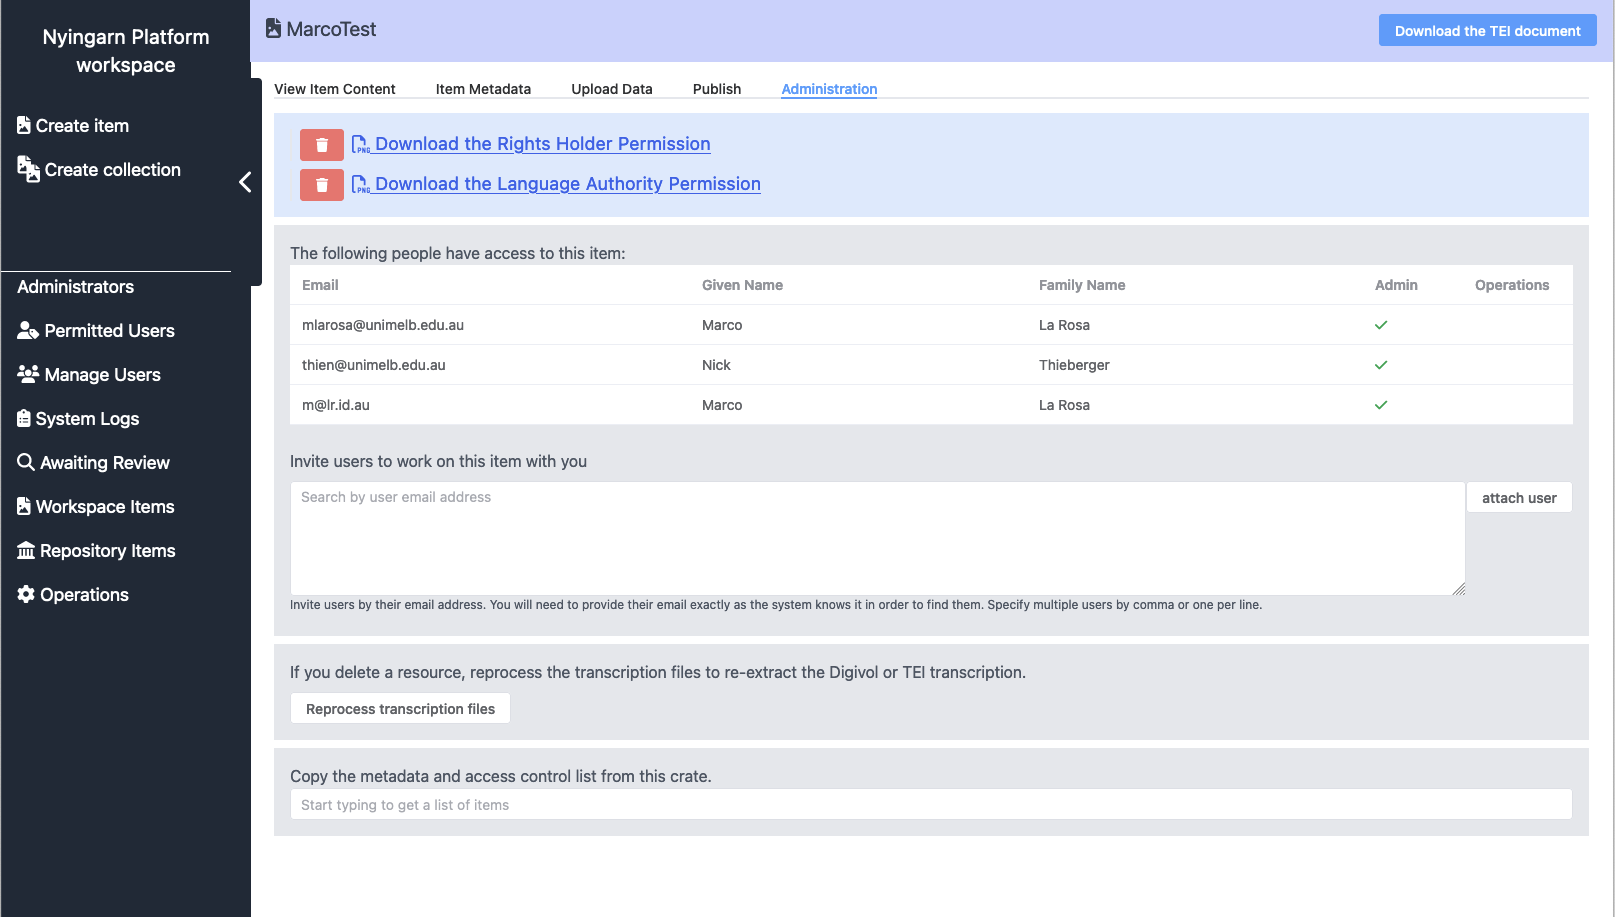 Nyingarn Platform
workspace
Create item
Create collection
Administrators
Permitted Users
Manage Users
System Logs
Awaiting Review
Workspace Items
Repository Items
Operations
MarcoTest
Download the TEI document
View Item Content Item Metadata Upload Data Publish Administration
PNG Download the Rights Holder Permission
PNG Download the Language Authority Permission
The following people have access to this item:
Email Given Name Family Name Admin Operations
mlarosa@unimelb.edu.au Marco La Rosa
thien@unimelb.edu.au Nick Thieberger
m@lr.id.au Marco La Rosa
Invite users to work on this item with you
Search by user email address
attach user
Invite users by their email address. You will need to provide their email exactly as the system knows it in order to find them. Specify multiple users by comma or one per line.
If you delete a resource, reprocess the transcription files to re-extract the Digivol or TEI transcription.
Reprocess transcription files
Copy the metadata and access control list from this crate.
Start typing to get a list of items